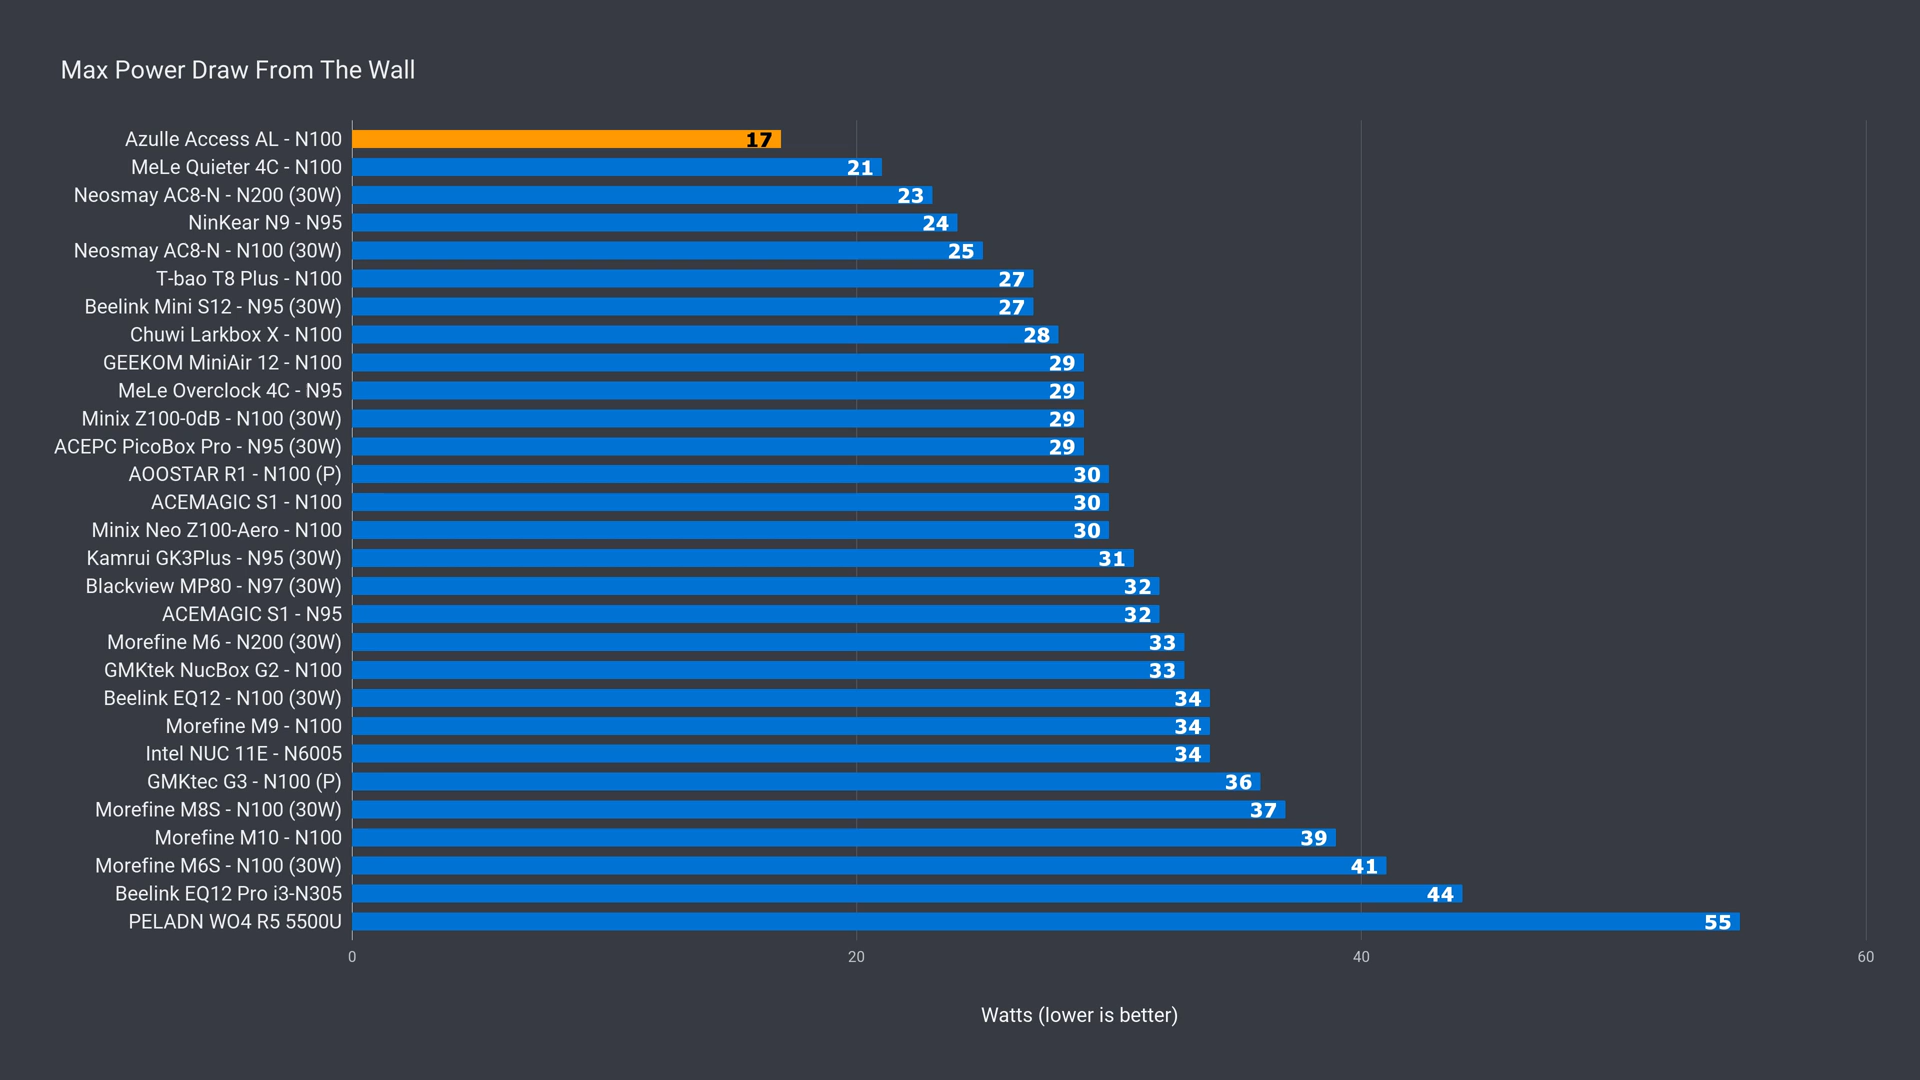 Max Power Draw From The Wall
Azulle Access AL - N100 17
MeLe Quieter 4C - N100 21
Neosmay AC8-N - N200 (30W) 23
NinKear N9 - N95 24
Neosmay AC8-N - N100 (30W) 25
T-bao T8 Plus - N100 27
Beelink Mini S12 - N95 (30W) 27
Chuwi Larkbox X - N100 28
GEEKOM MiniAir 12 - N100 29
MeLe Overclock 4C - N95 29
Minix Z100-0dB - N100 (30W) 29
ACEPC PicoBox Pro - N95 (30W) 29
AOOSTAR R1 - N100 (P) 30
ACEMAGIC S1 - N100 30
Minix Neo Z100-Aero - N100 30
Kamrui GK3Plus - N95 (30W) 31
Blackview MP80 - N97 (30W) 32
ACEMAGIC S1 - N95 32
Morefine M6 - N200 (30W) 33
GMKtek NucBox G2 - N100 33
Beelink EQ12 - N100 (30W) 34
Morefine M9 - N100 34
Intel NUC 11E - N6005 34
GMKtec G3 - N100 (P) 36
Morefine M8S - N100 (30W) 37
Morefine M10 - N100 39
Morefine M6S - N100 (30W) 41
Beelink EQ12 Pro i3-N305 44
PELADN WO4 R5 5500U 55
0 20 40 60
Watts (lower is better)